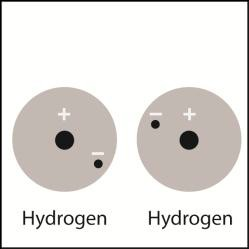 + − − +
Hydrogen Hydrogen